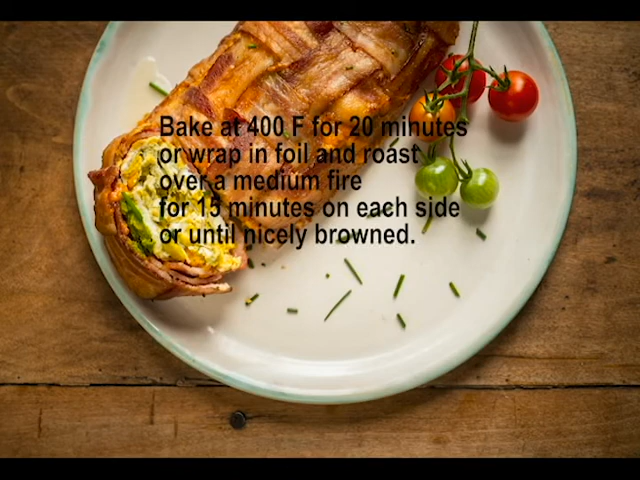 Bake at 400 F for 20 minutes
or wrap in foil and roast
over a medium fire
for 15 minutes on each side
or until nicely browned.